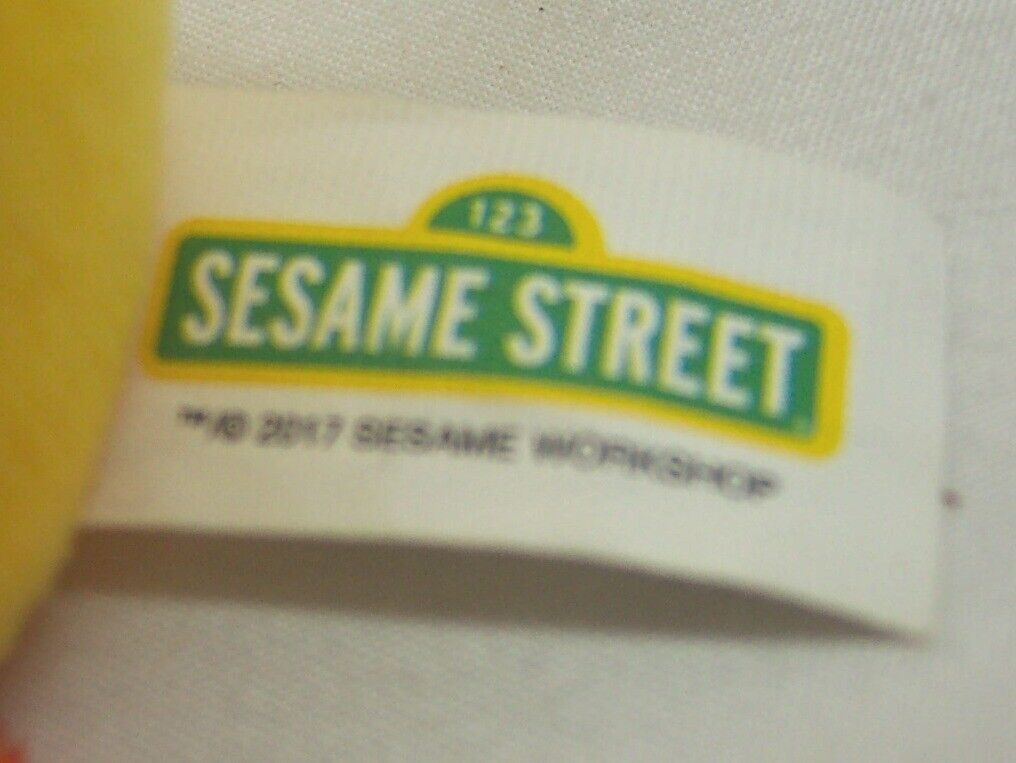 123
SESAME STREET
™/© 2017 SESAME WORKSHOP